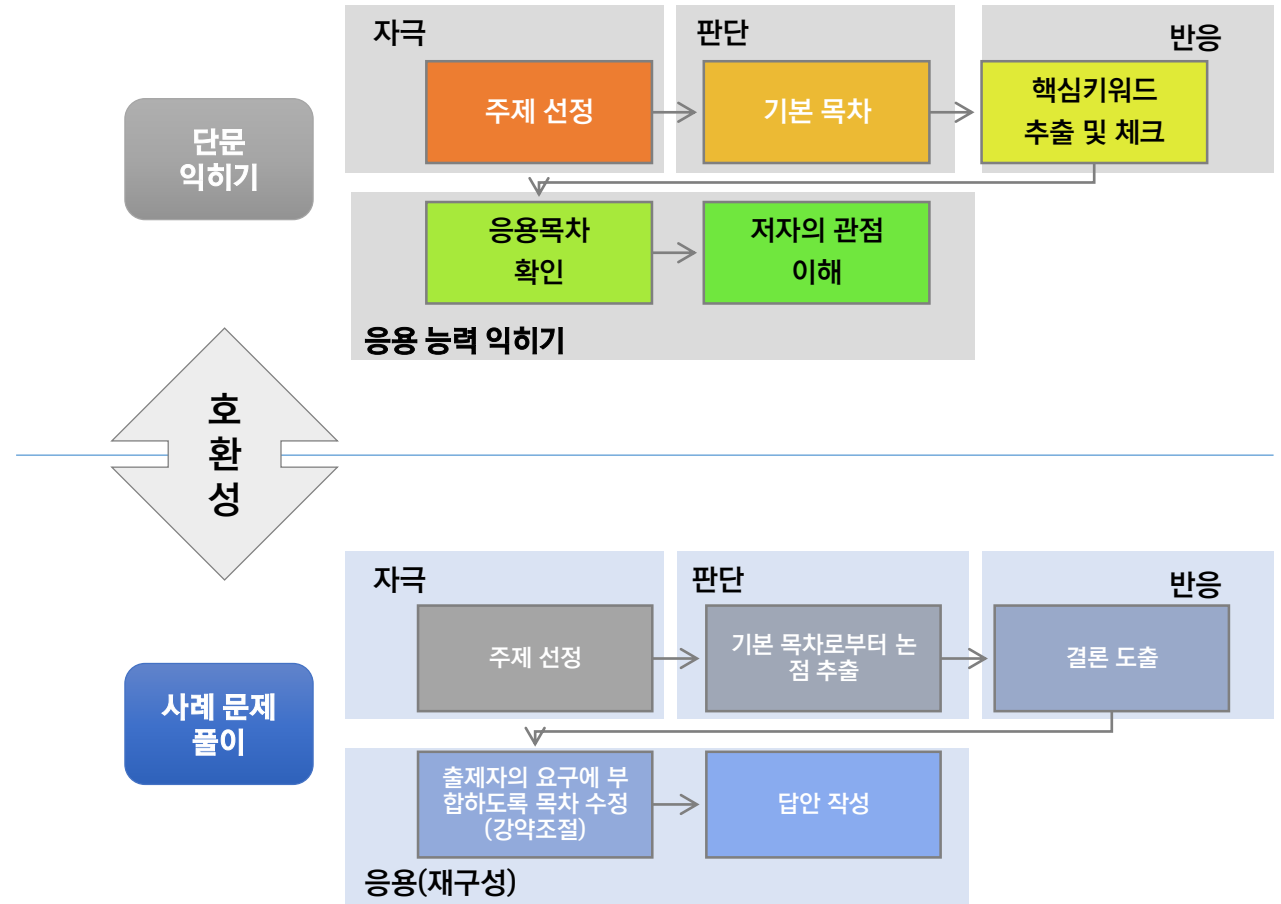 자극
판단
반응
단문
익히기
주제 선정
기본 목차
핵심키워드
추출 및 체크
응용목차
확인
저자의 관점
이해
응용 능력 익히기
호
환
성
자극
판단
반응
사례 문제
풀이
주제 선정
기본 목차로부터 논
점 추출
결론 도출
출제자의 요구에 부
합하도록 목차 수정
(강약조절)
답안 작성
응용(재구성)